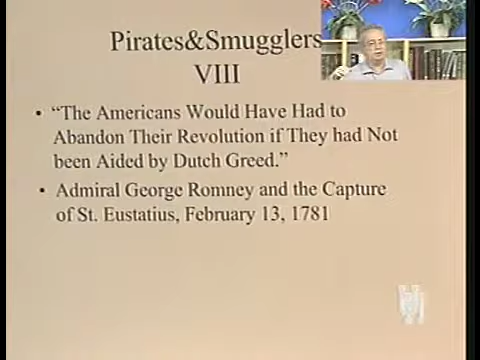 Pirates&Smugglers
VIII
• “The Americans Would Have Had to
Abandon Their Revolution if They had Not
been Aided by Dutch Greed.”
• Admiral George Romney and the Capture
of St. Eustatius, February 13, 1781